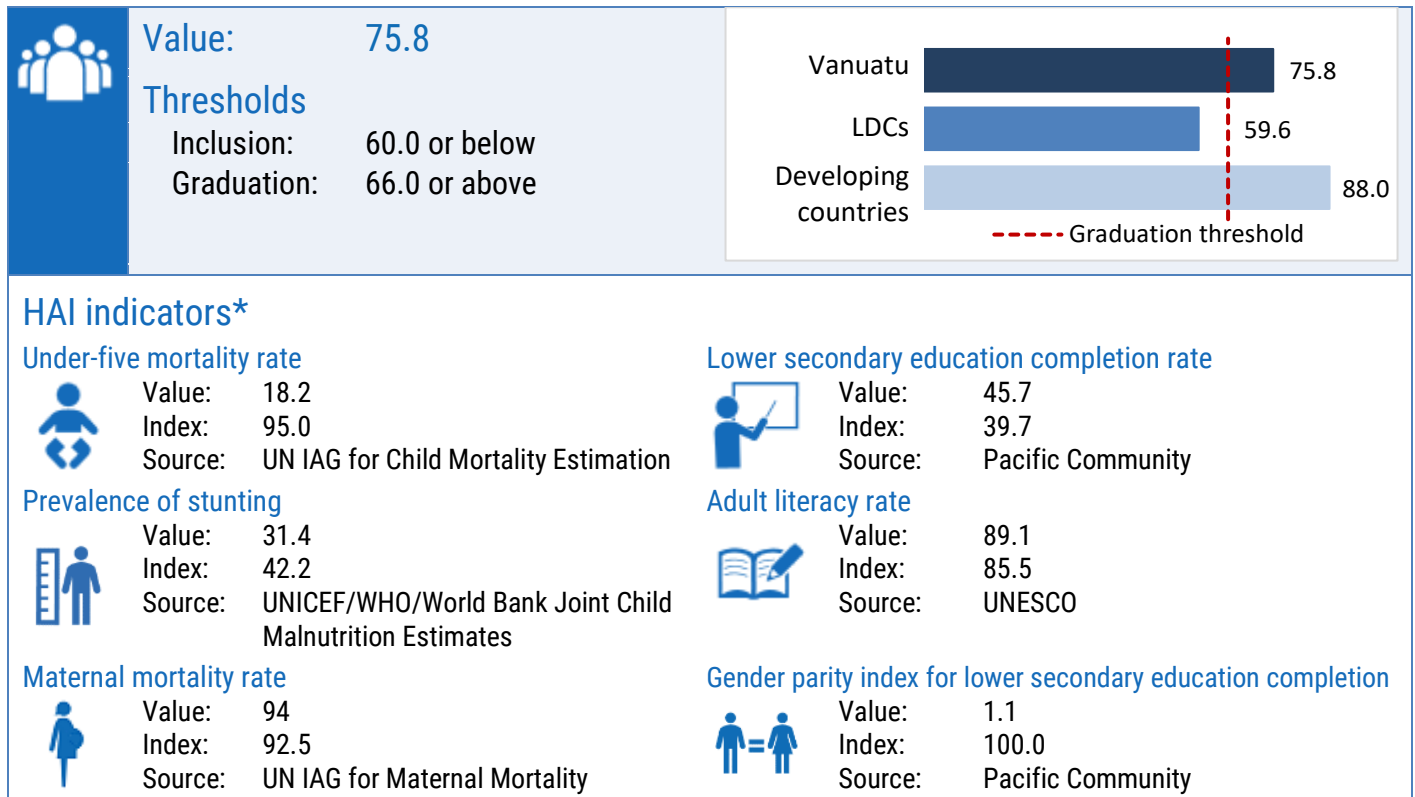 Value: 75.8
Thresholds
Inclusion: 60.0 or below
Graduation: 66.0 or above
Vanuatu 75.8
LDCs 59.6
Developing
countries 88.0
Graduation threshold
HAI indicators*
Under-five mortality rate
Value: 18.2
Index: 95.0
Source: UN IAG for Child Mortality Estimation
Prevalence of stunting
Value: 31.4
Index: 42.2
Source: UNICEF/WHO/World Bank Joint Child
Malnutrition Estimates
Maternal mortality rate
Value: 94
Index: 92.5
Source: UN IAG for Maternal Mortality
Lower secondary education completion rate
Value: 45.7
Index: 39.7
Source: Pacific Community
Adult literacy rate
Value: 89.1
Index: 85.5
Source: UNESCO
Gender parity index for lower secondary education completion
Value: 1.1
Index: 100.0
Source: Pacific Community